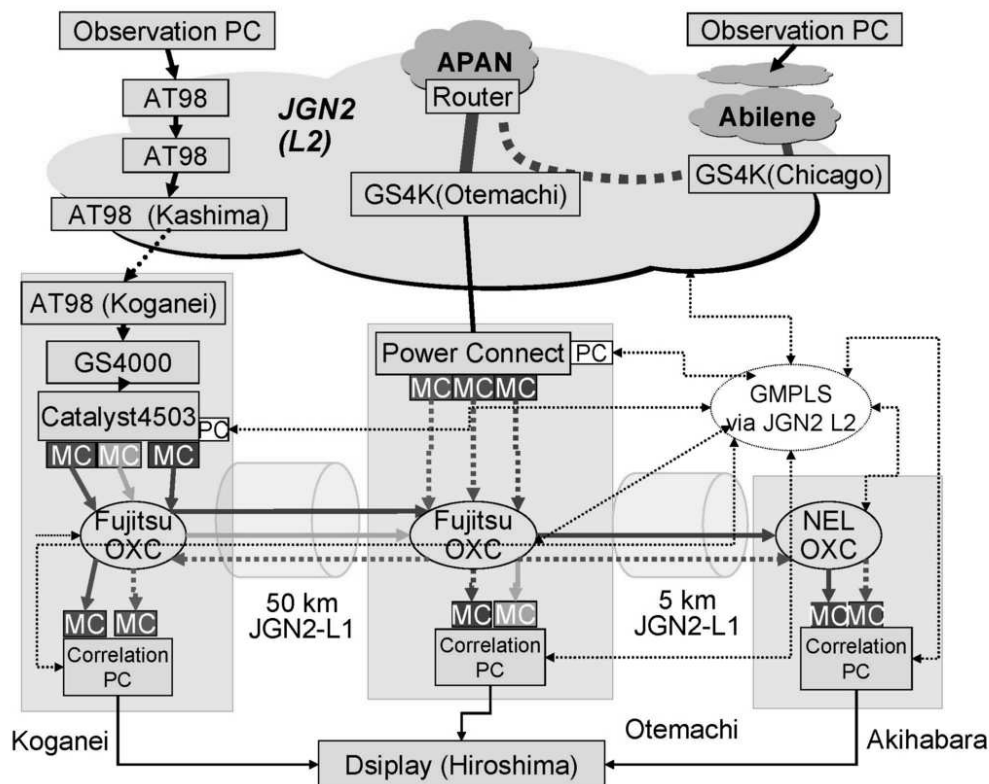 Observation PC
Observation PC
APAN
Router
AT98
JGN2
(L2)
Abilene
AT98
GS4K(Otemachi)
GS4K(Chicago)
AT98 (Kashima)
AT98 (Koganei)
GS4000
Power Connect
PC
Catalyst4503
PC
MC MC MC
GMPLS
via JGN2 L2
MC MC MC
Fujitsu
OXC
Fujitsu
OXC
NEL
OXC
50 km
JGN2-L1
5 km
JGN2-L1
MC MC
MC MC
MC MC
Correlation
PC
Correlation
PC
Correlation
PC
Koganei
Otemachi
Akihabara
Dsiplay (Hiroshima)